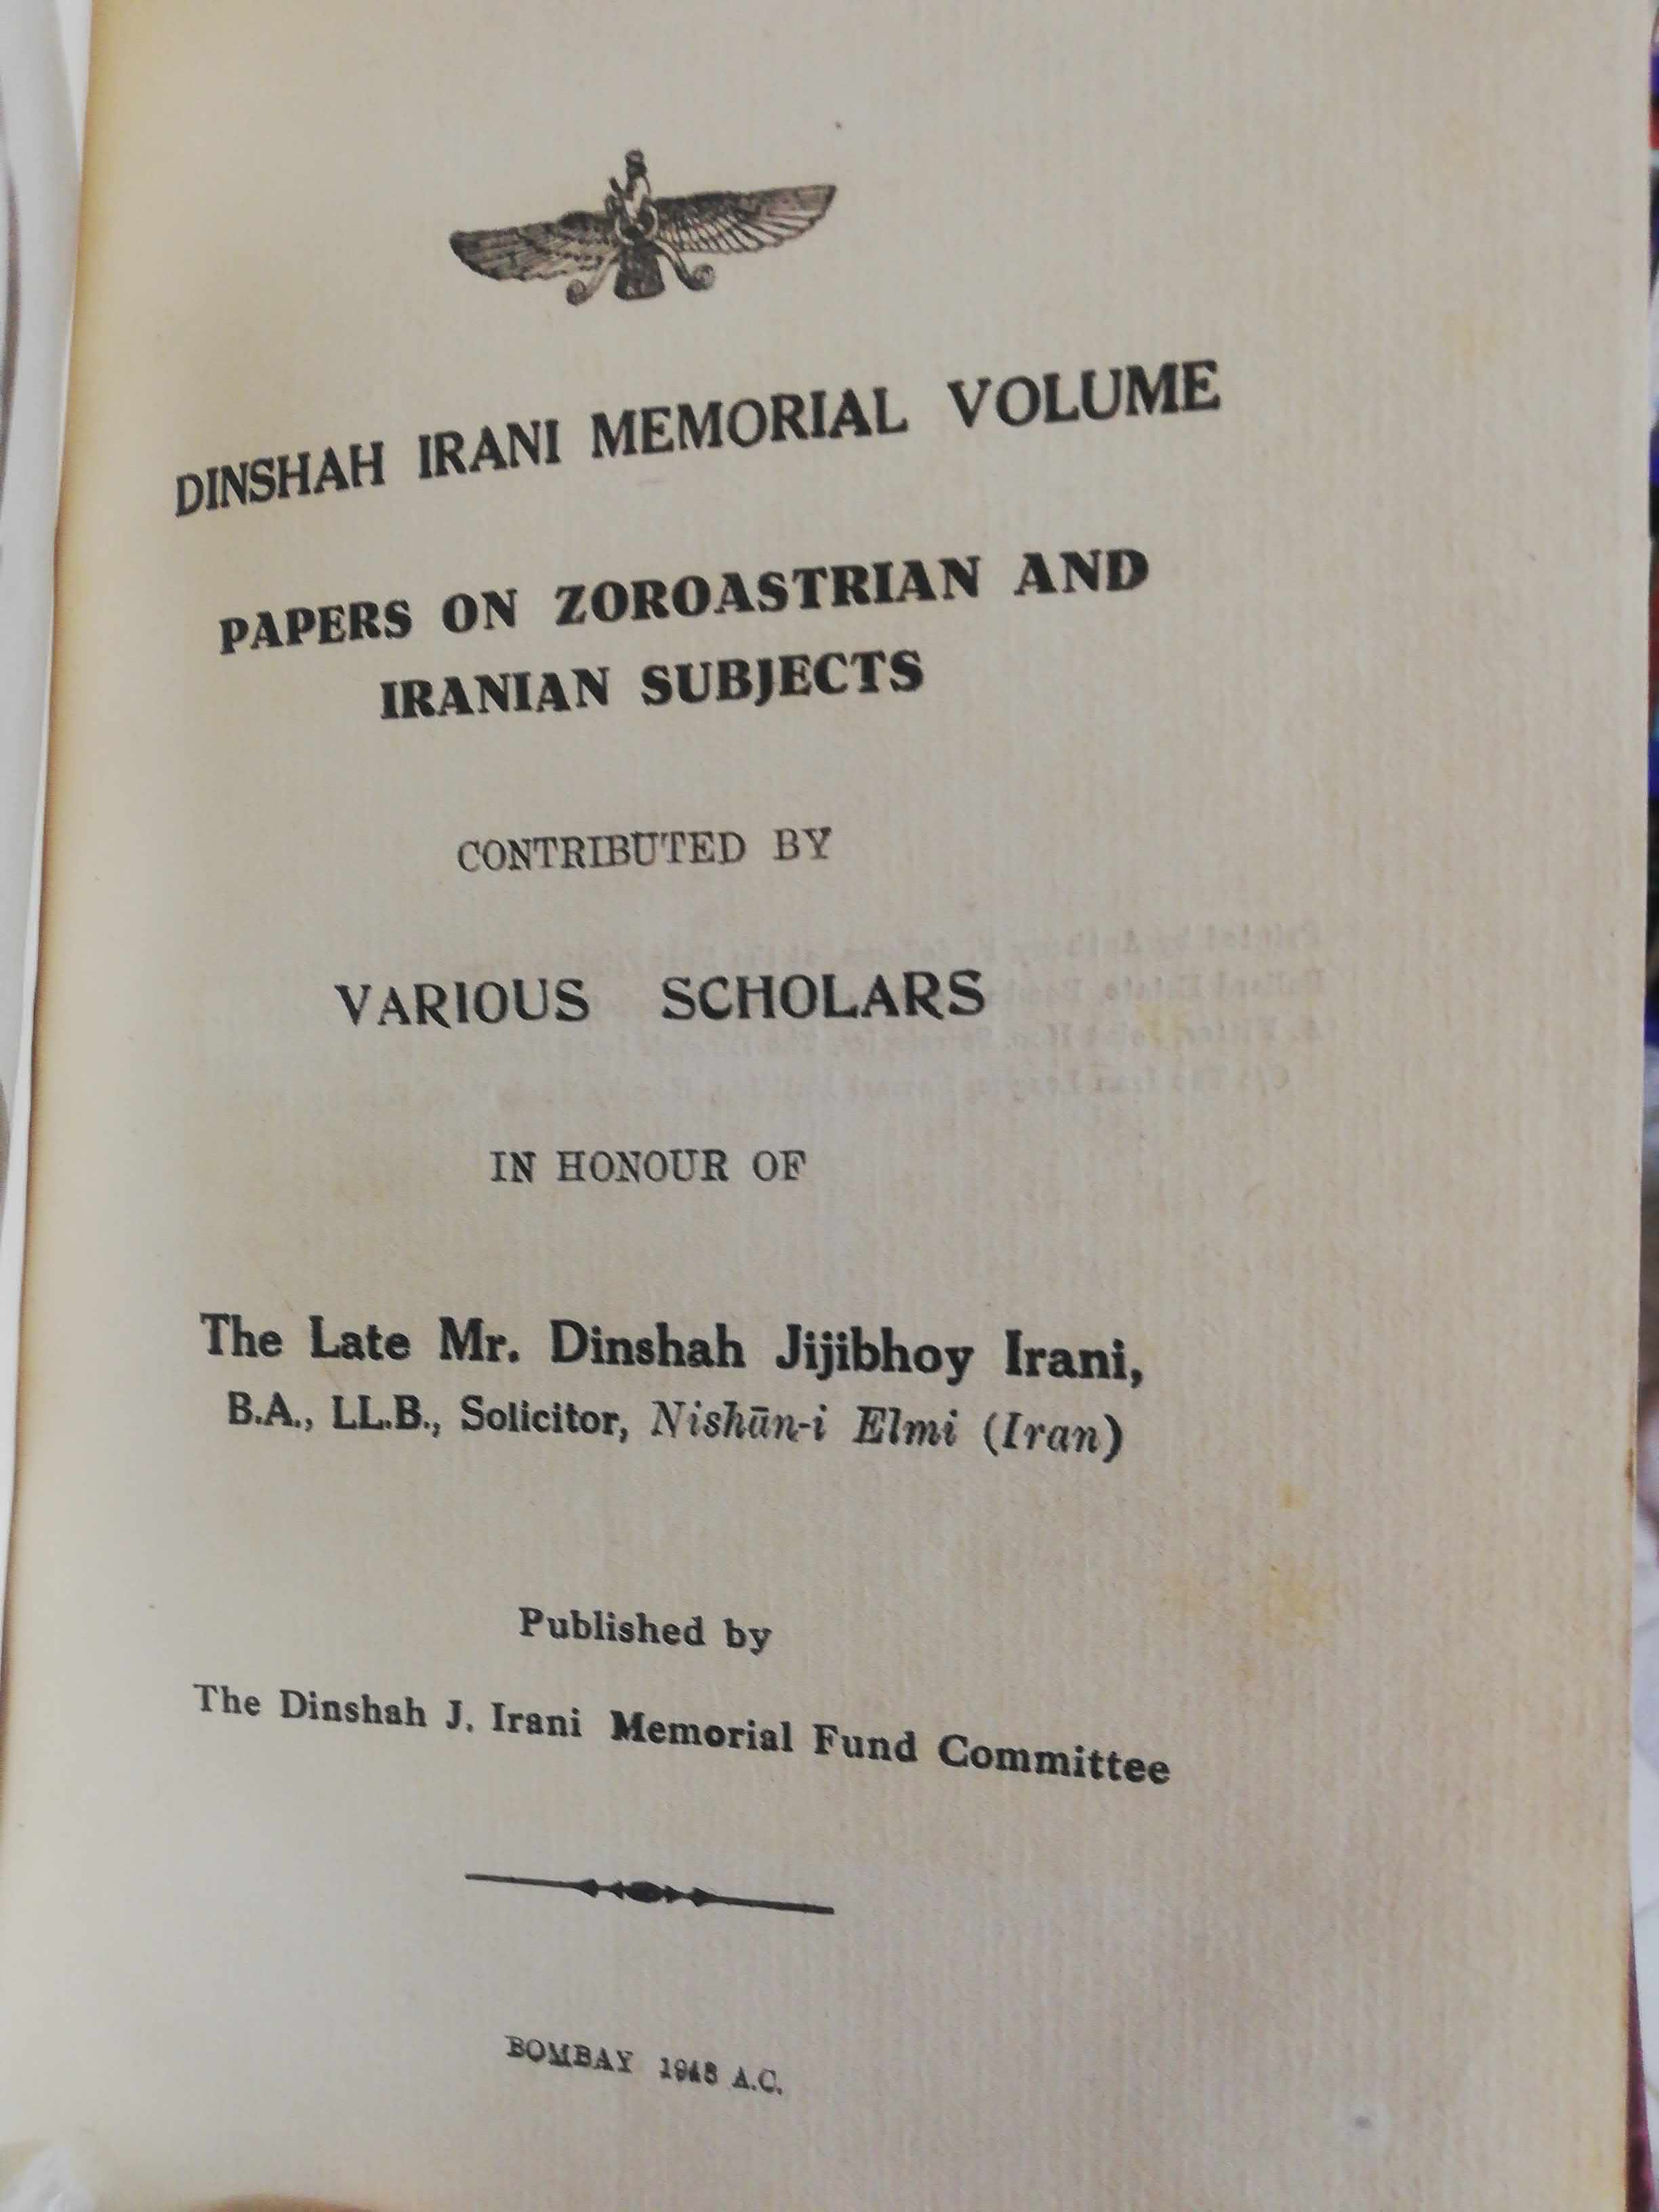 DINSHAH IRANI MEMORIAL VOLUME
PAPERS ON ZOROASTRIAN AND
IRANIAN SUBJECTS
CONTRIBUTED BY
VARIOUS SCHOLARS
IN HONOUR OF
The Late Mr. Dinshah Jijibhoy Irani,
B.A., LL.B., Solicitor, Nishān-i Elmi (Iran)
Published by
The Dinshah J. Irani Memorial Fund Committee
BOMBAY 1948 A.C.